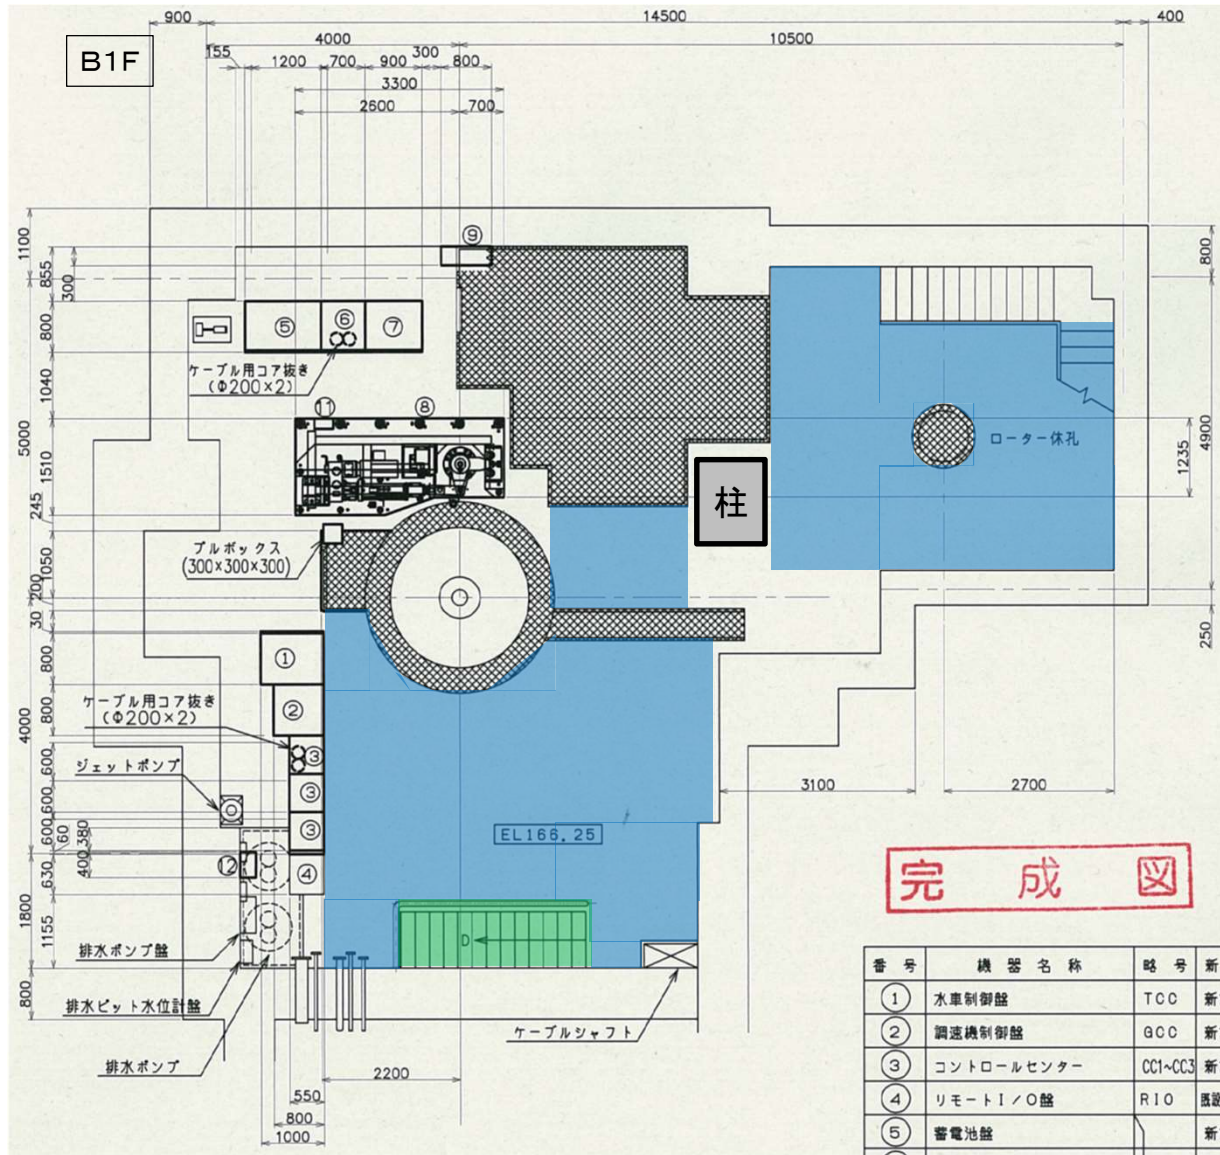 900
14500
400
4000
10500
B1F
155
300
1200
700
900
800
3300
2600
700
1100
855
300
800
1040
5000
1510
245
1050
200
30
800
800
4000
600
600
600
60
380
400
630
1800
1155
800
⑨
⑤
⑥
⑦
ケーブル用コア抜き
(Φ200×2)
⑪
⑧
800
4900
1235
250
ローター休孔
柱
プルボックス
(300×300×300)
①
②
ケーブル用コア抜き
(Φ200×2)
③
ジェットポンプ
③
③
3100
2700
EL166.25
⑫
④
D
排水ポンプ盤
排水ピット水位計盤
排水ポンプ
ケーブルシャフト
2200
550
800
1000
完成図
番号 機器名称 略号 新
① 水車制御盤 TCC 新
② 調速機制御盤 GCC 新
③ コントロールセンター CC1~CC3 新
④ リモートI/O盤 RIO 既設
⑤ 蓄電池盤 新